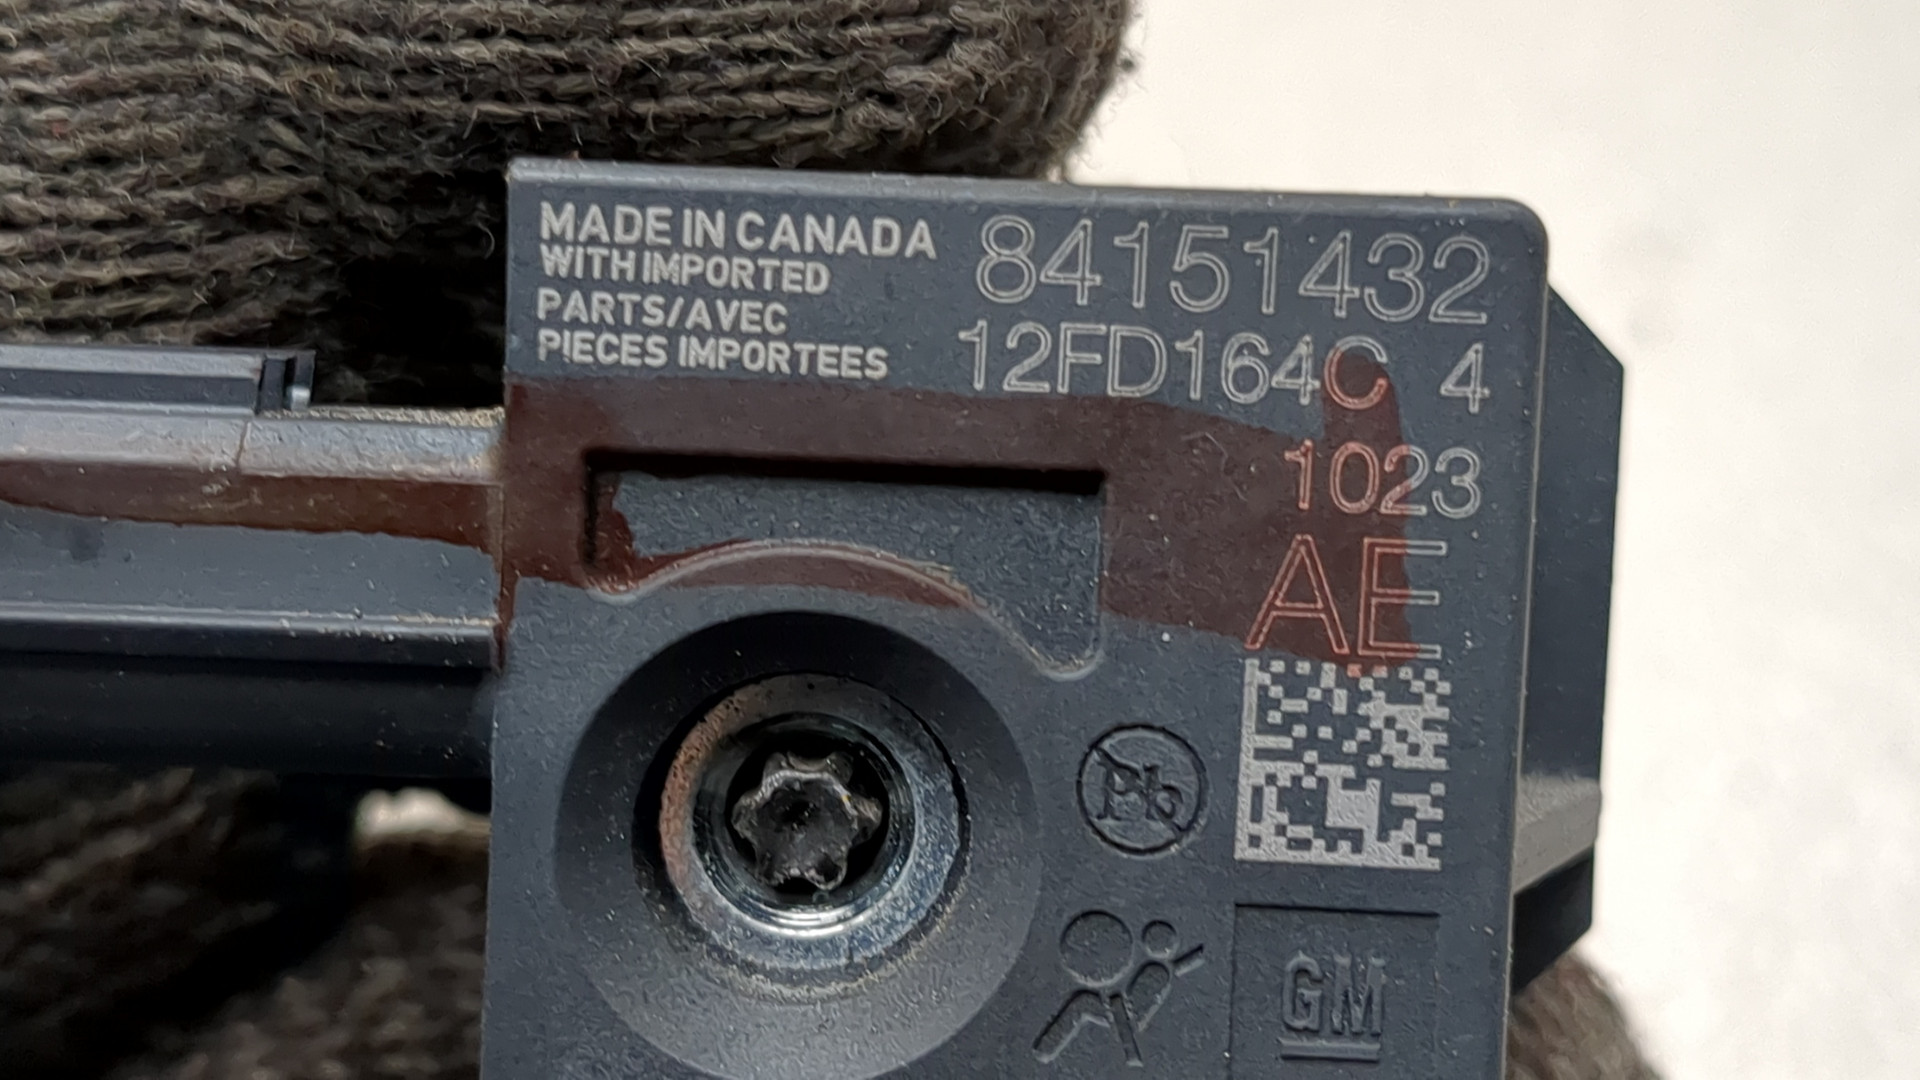 MADE IN CANADA
WITH IMPORTED
PARTS/AVEC
PIECES IMPORTEES
84151432
12FD164C 4
1023
AE
Pb
GM